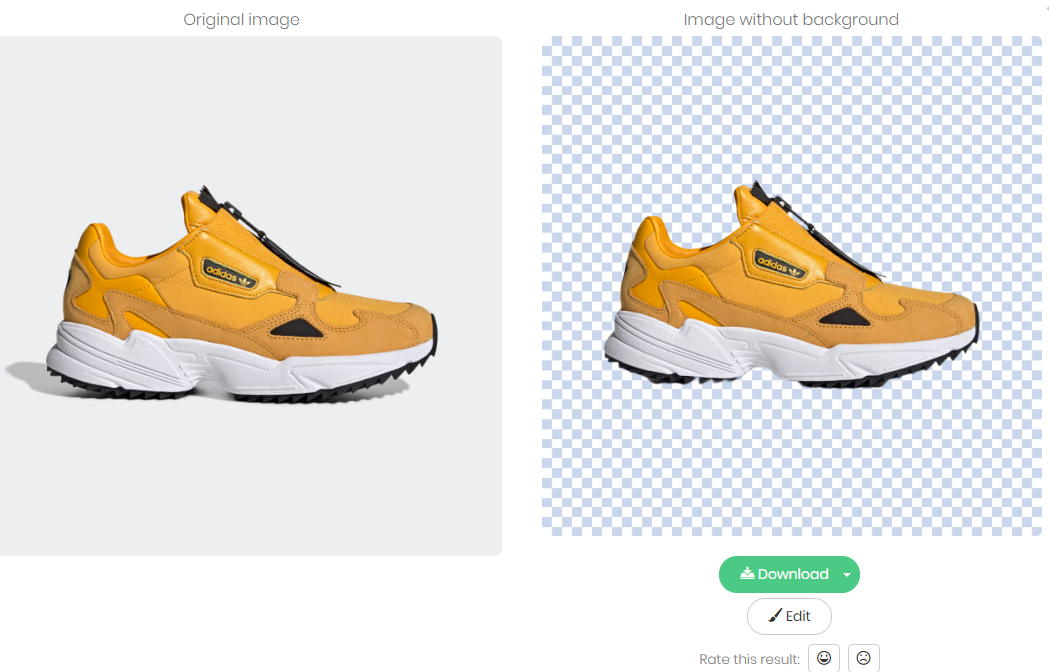 Original image
Image without background
adidas
adidas
Download
Edit
Rate this result: